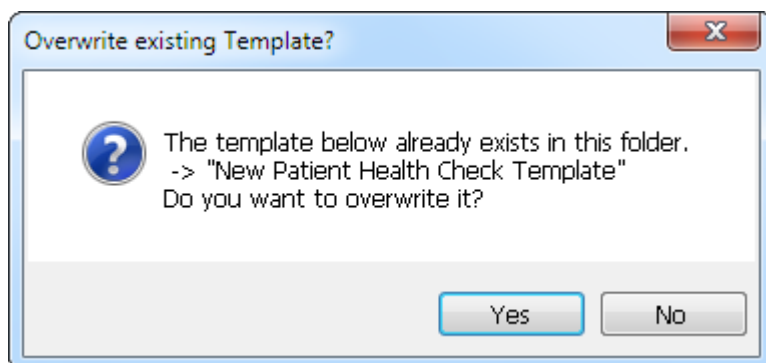 Overwrite existing Template?
The template below already exists in this folder.
-> "New Patient Health Check Template"
Do you want to overwrite it?
Yes No